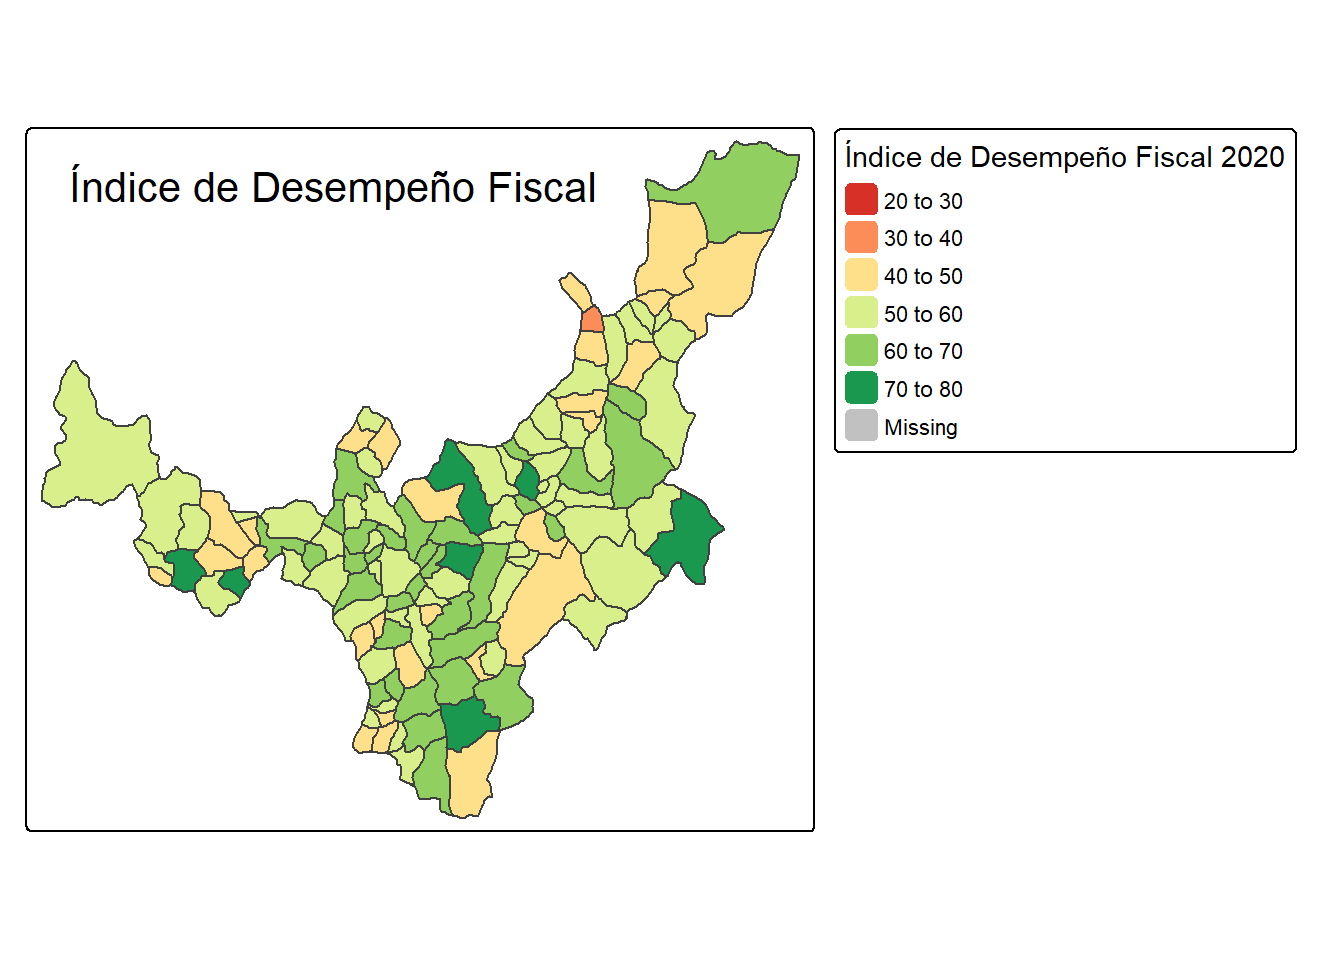 Índice de Desempeño Fiscal
Índice de Desempeño Fiscal 2020
20 to 30
30 to 40
40 to 50
50 to 60
60 to 70
70 to 80
Missing